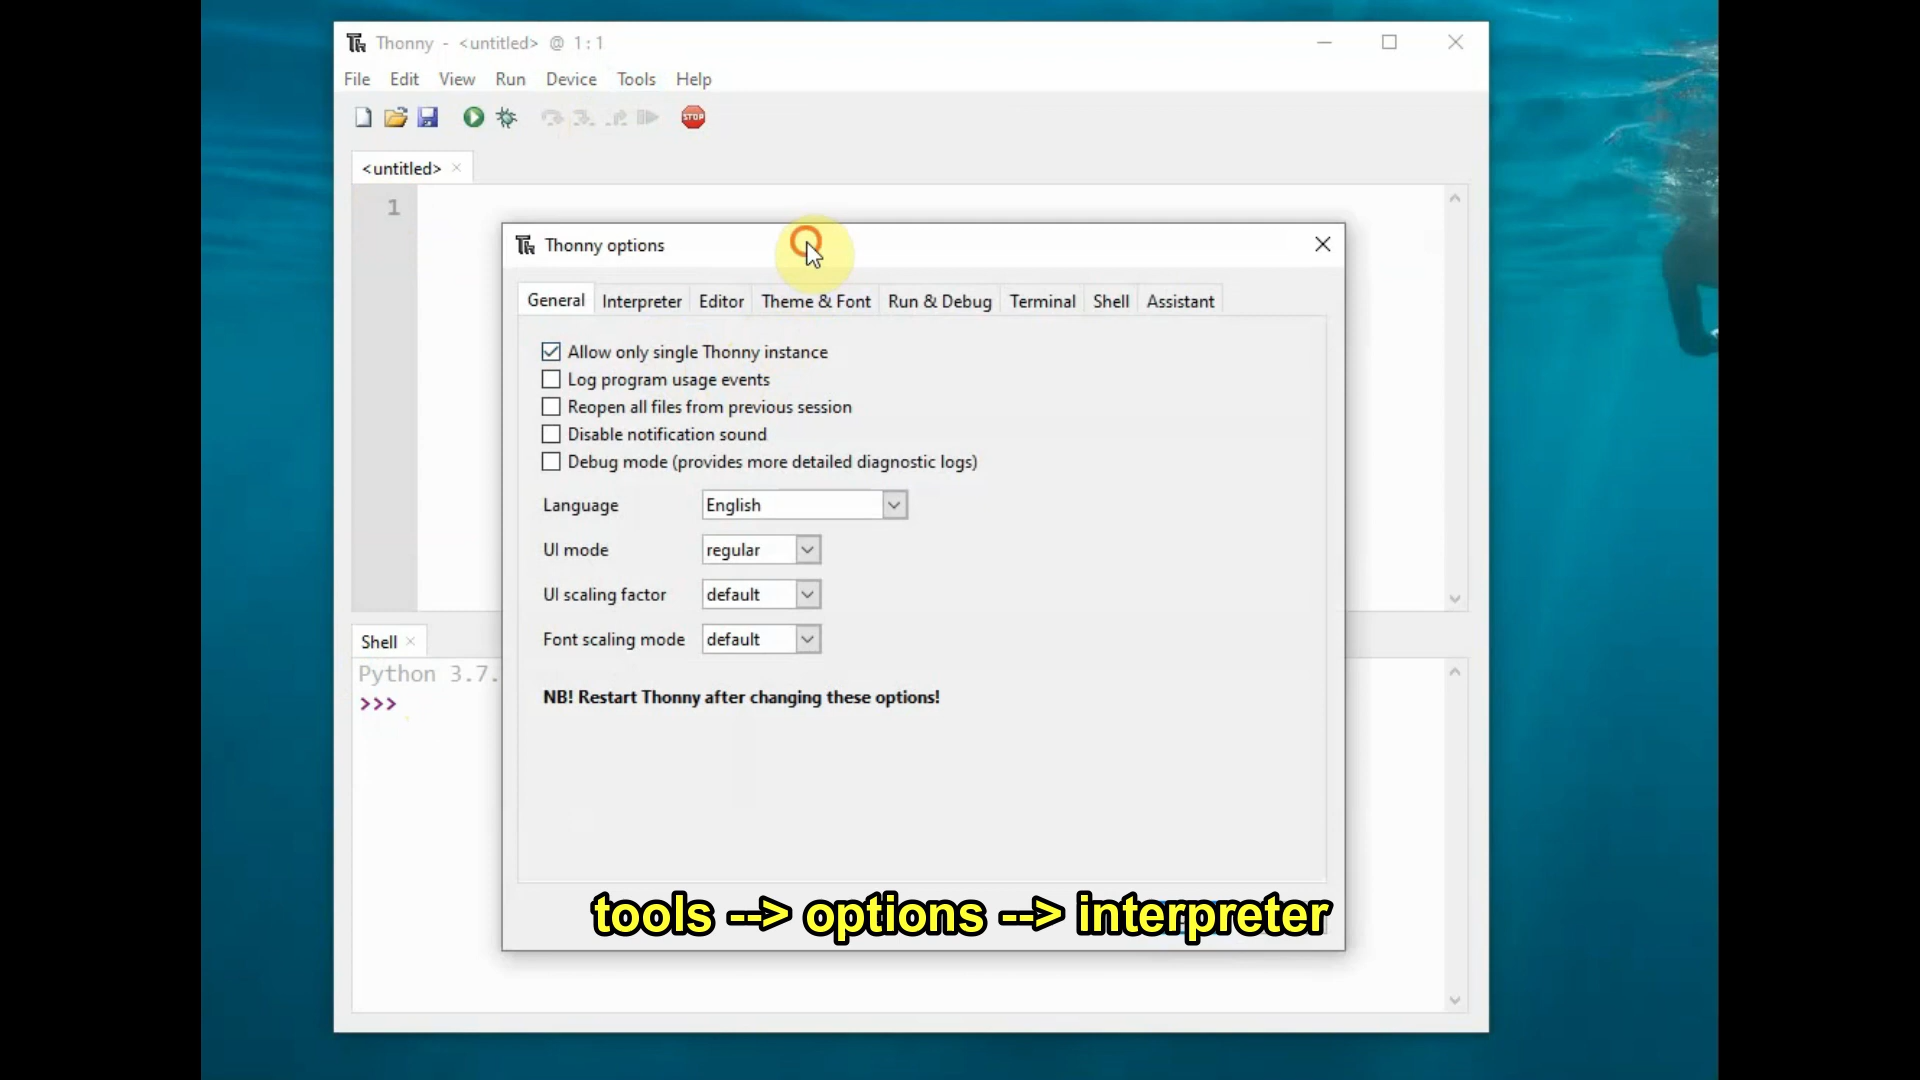 Thonny - <untitled> @ 1:1
File Edit View Run Device Tools Help
STOP
<untitled>
1
Thonny options
General Interpreter Editor Theme & Font Run & Debug Terminal Shell Assistant
Allow only single Thonny instance
Log program usage events
Reopen all files from previous session
Disable notification sound
Debug mode (provides more detailed diagnostic logs)
Language English
UI mode regular
UI scaling factor default
Font scaling mode default
NB! Restart Thonny after changing these options!
Shell
Python 3.7.
>>>
tools --> options --> interpreter